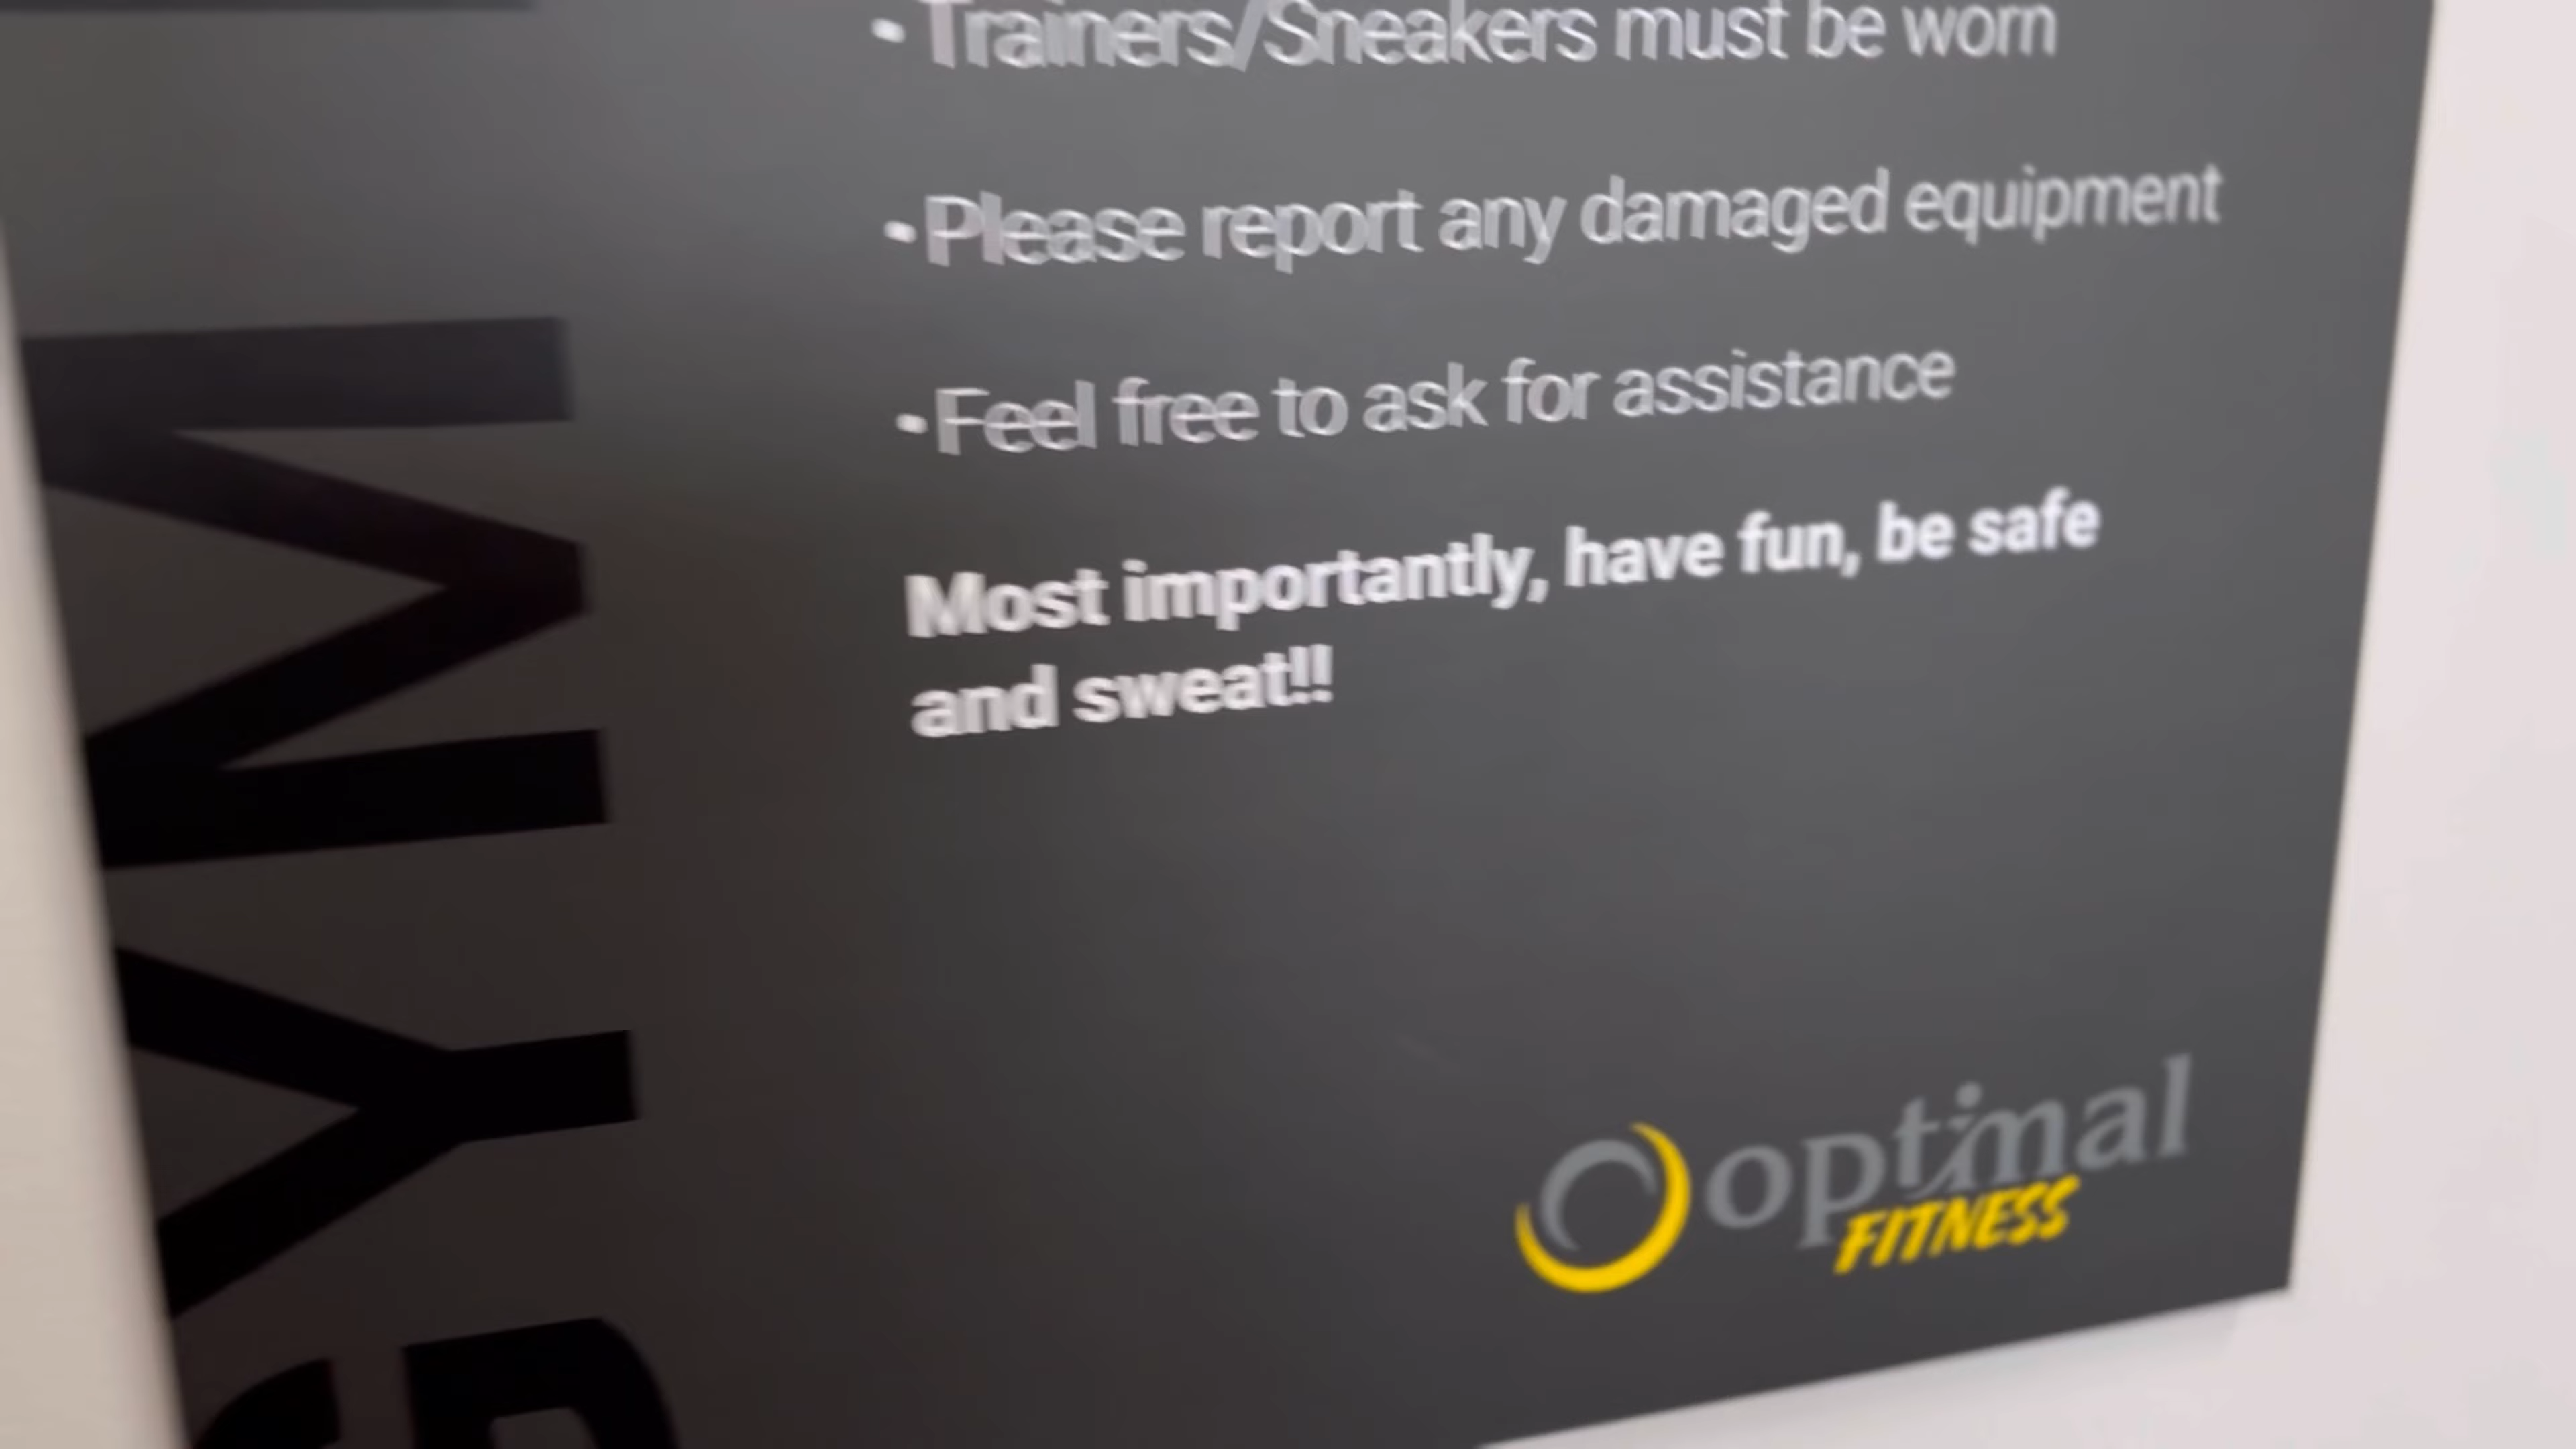 • Trainers/Sneakers must be worn
• Please report any damaged equipment
• Feel free to ask for assistance
Most importantly, have fun, be safe
and sweat!!
GYM
optimal
FITNESS